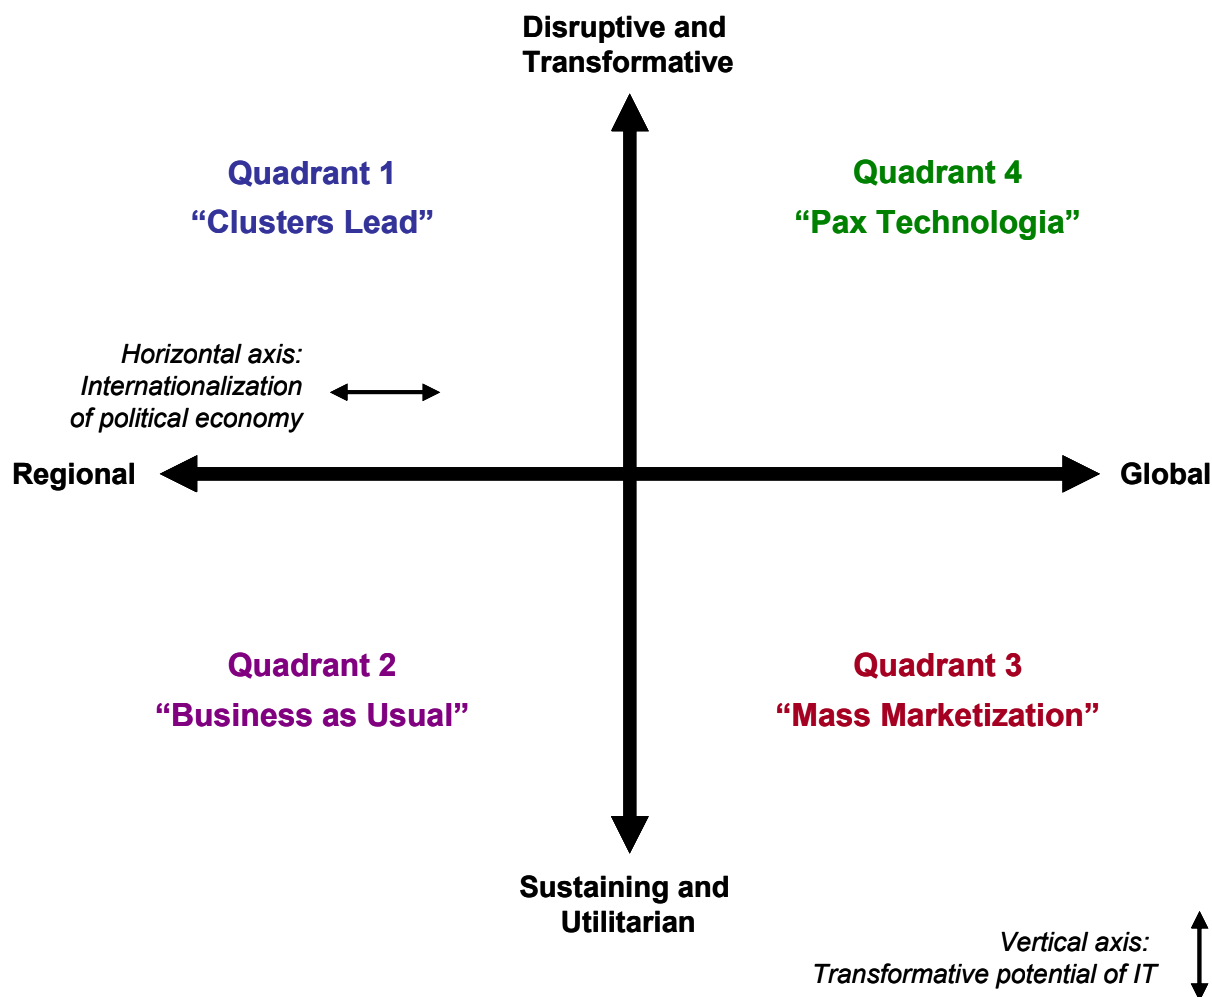 Disruptive and
Transformative
Quadrant 1
“Clusters Lead”
Quadrant 4
“Pax Technologia”
Horizontal axis:
Internationalization
of political economy
Regional
Global
Quadrant 2
“Business as Usual”
Quadrant 3
“Mass Marketization”
Sustaining and
Utilitarian
Vertical axis:
Transformative potential of IT